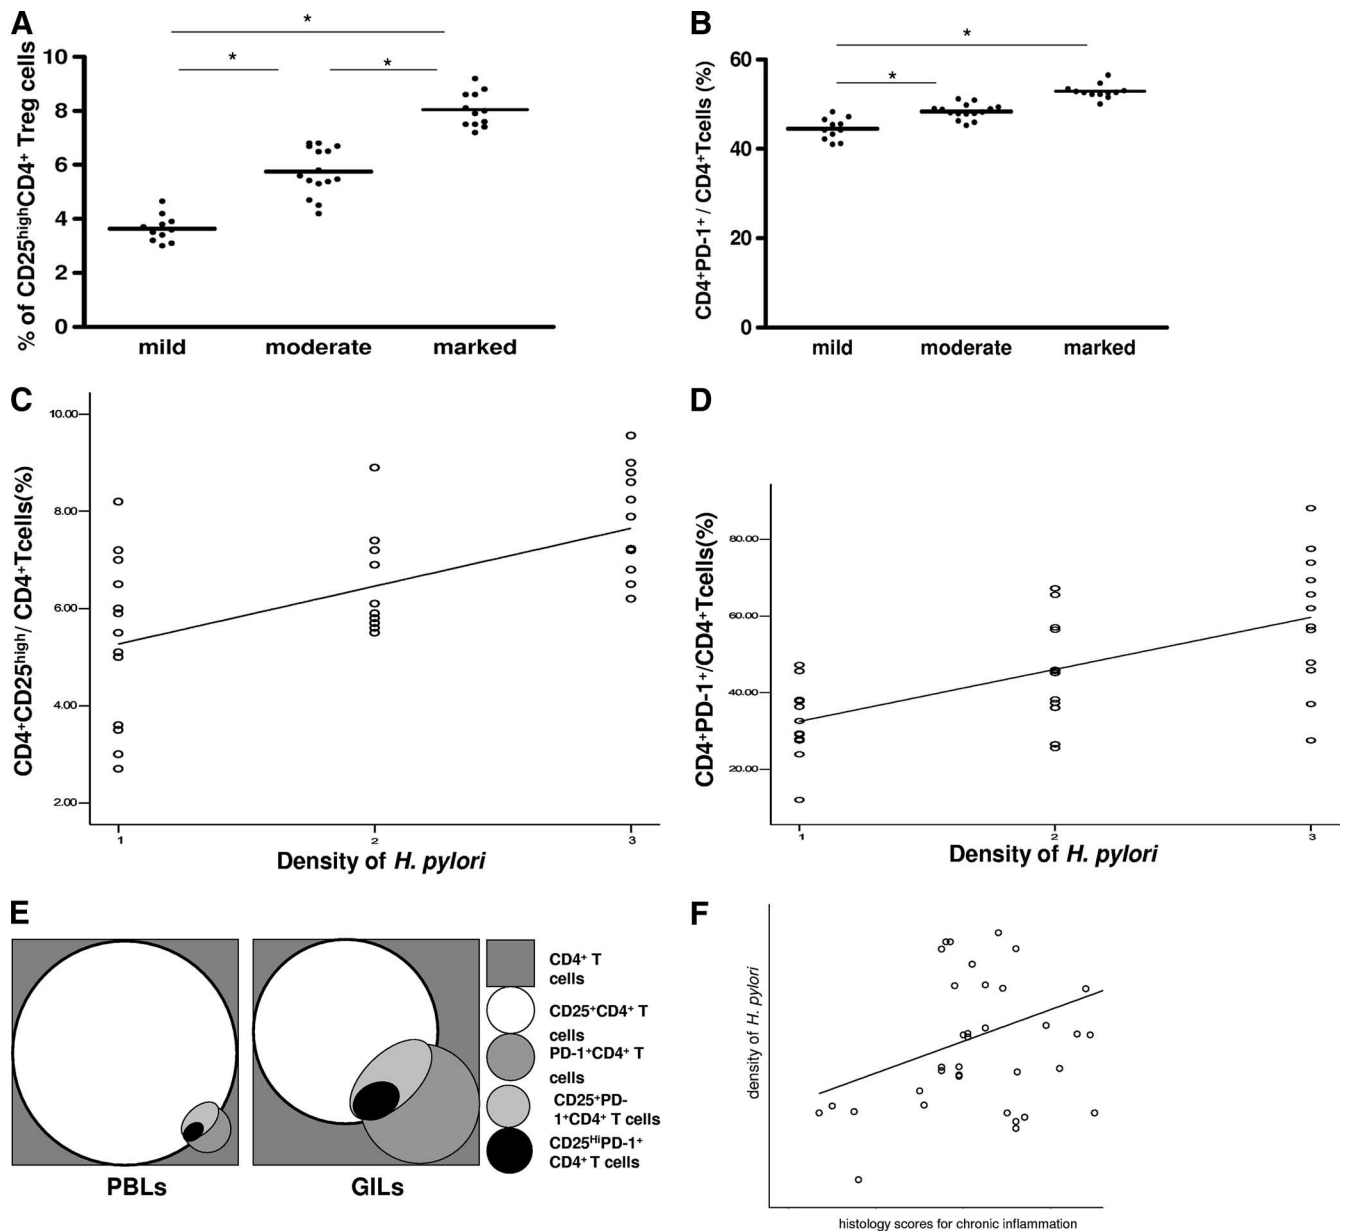 A
% of CD25highCD4+ Treg cells
10
8
6
4
2
0
*
*
*
mild moderate marked
B
CD4+PD-1+ / CD4+Tcells (%)
60
40
20
0
*
*
mild moderate marked
C
CD4+CD25high/ CD4+Tcells(%)
10.00
8.00
6.00
4.00
2.00
1 2 3
Density of H. pylori
D
CD4+PD-1+/CD4+Tcells(%)
80.00
60.00
40.00
20.00
1 2 3
Density of H. pylori
E
PBLs
GILs
CD4+ T
cells
CD25+CD4+ T
cells
PD-1+CD4+ T
cells
CD25+PD-
1+CD4+ T cells
CD25HiPD-1+
CD4+ T cells
F
density of H. pylori
histology scores for chronic inflammation